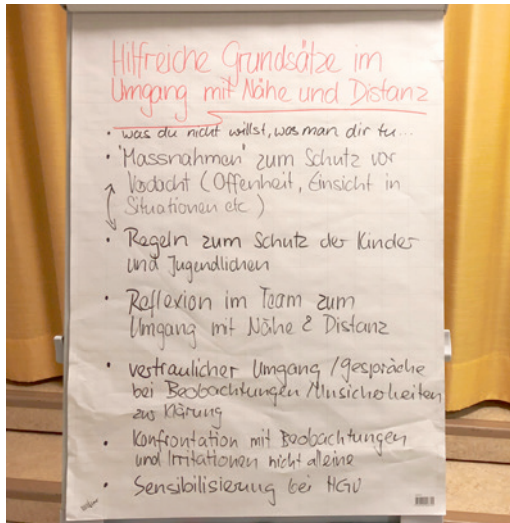 Hilfreiche Grundsätze im
Umgang mit Nähe und Distanz
• was du nicht willst, was man dir tu...
• 'Massnahmen' zum Schutz vor
Verdacht (Offenheit, Einsicht in
Situationen etc.)
• Regeln zum Schutz der Kinder
und Jugendlichen
• Reflexion im Team zum
Umgang mit Nähe & Distanz
• vertraulicher Umgang / gespräche
bei Beobachtungen / Unsicherheiten
zur Klärung
• Konfrontation mit Beobachtungen
und Irritationen nicht alleine
• Sensibilisierung bei